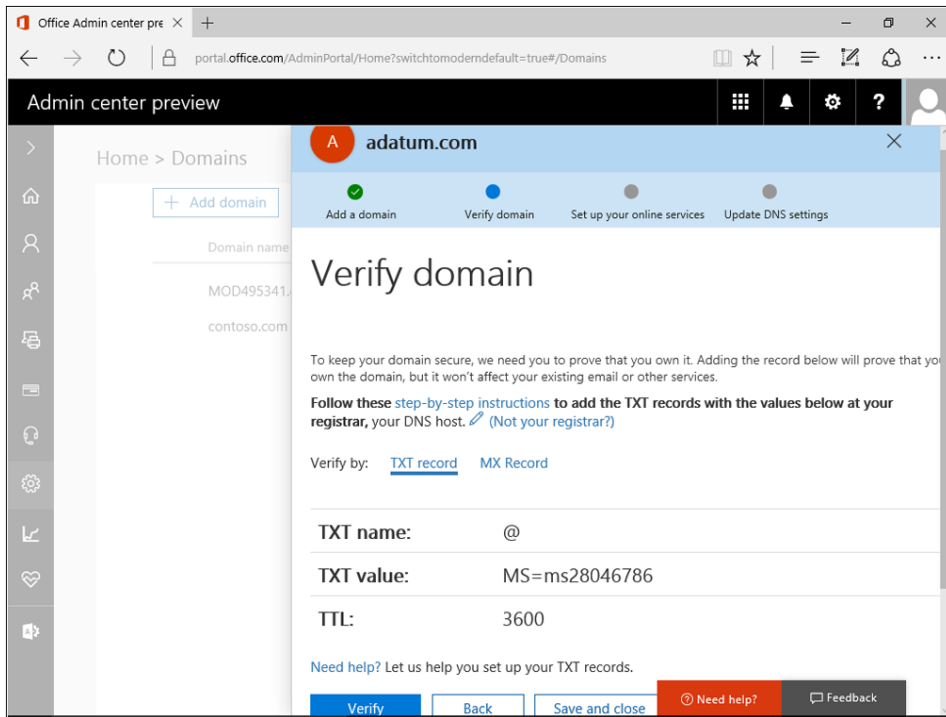 Office Admin center pre
portal.office.com/AdminPortal/Home?switchtomoderndefault=true#/Domains
Admin center preview
Home > Domains
Add domain
Domain name
MOD495341.
contoso.com
A adatum.com
Add a domain Verify domain Set up your online services Update DNS settings
Verify domain
To keep your domain secure, we need you to prove that you own it. Adding the record below will prove that you
own the domain, but it won't affect your existing email or other services.
Follow these step-by-step instructions to add the TXT records with the values below at your
registrar, your DNS host. (Not your registrar?)
Verify by: TXT record MX Record
TXT name: @
TXT value: MS=ms28046786
TTL: 3600
Need help? Let us help you set up your TXT records.
Verify Back Save and close
Need help? Feedback